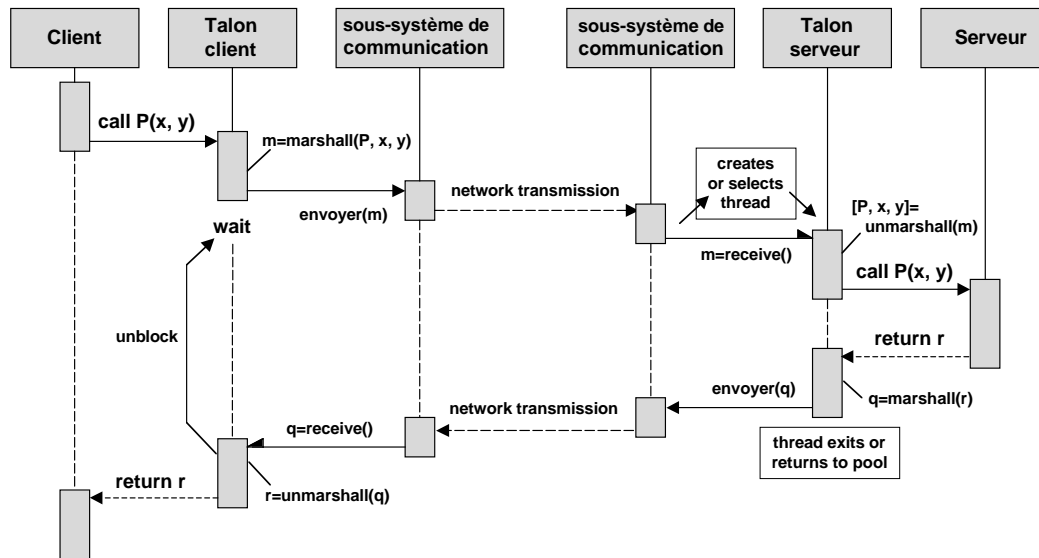 Client
Talon
client
sous-système de
communication
sous-système de
communication
Talon
serveur
Serveur
call P(x, y)
m=marshall(P, x, y)
envoyer(m)
network transmission
creates
or selects
thread
m=receive()
[P, x, y]=
unmarshall(m)
call P(x, y)
wait
unblock
return r
q=marshall(r)
envoyer(q)
network transmission
q=receive()
thread exits or
returns to pool
r=unmarshall(q)
return r